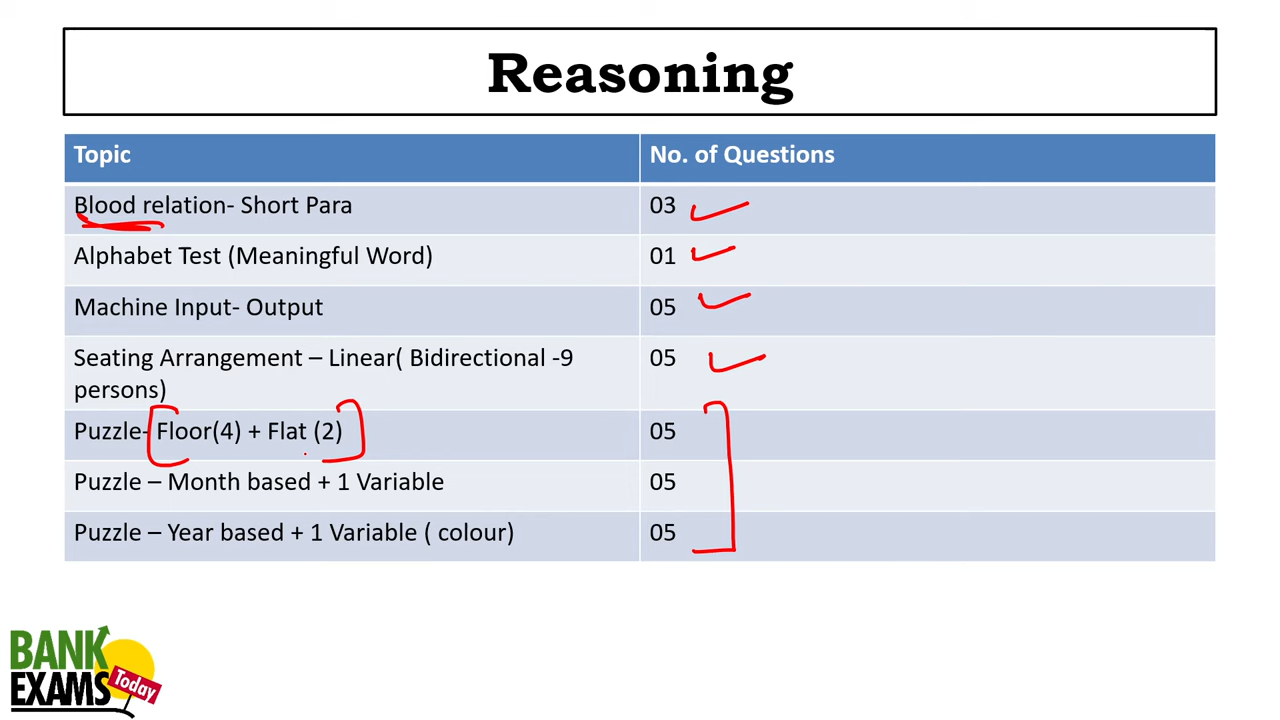 Reasoning
Topic No. of Questions
Blood relation- Short Para 03
Alphabet Test (Meaningful Word) 01
Machine Input- Output 05
Seating Arrangement – Linear( Bidirectional -9 05
persons)
Puzzle- Floor(4) + Flat (2) 05
Puzzle – Month based + 1 Variable 05
Puzzle – Year based + 1 Variable ( colour) 05
BANK
EXAMS Today